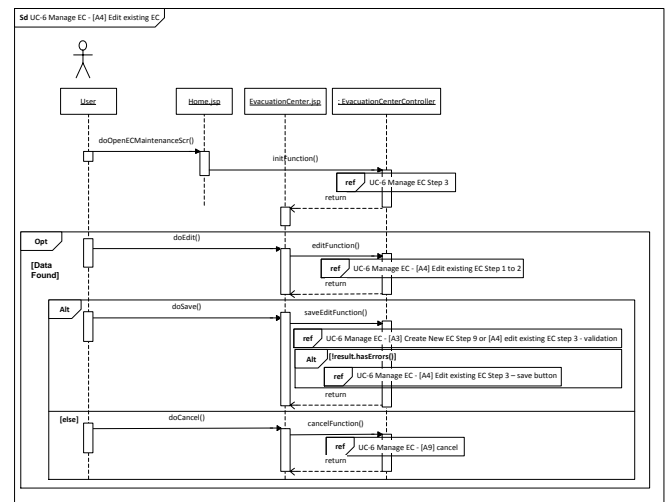 Sd UC-6 Manage EC - [A4] Edit existing EC
User
Home.jsp
EvacuationCenter.jsp
: EvacuationCenterController
doOpenECMaintenanceScr()
initFunction()
ref UC-6 Manage EC Step 3
return
Opt
[Data
Found]
doEdit()
editFunction()
ref UC-6 Manage EC - [A4] Edit existing EC Step 1 to 2
return
Alt
doSave()
saveEditFunction()
ref UC-6 Manage EC - [A3] Create New EC Step 9 or [A4] edit existing EC step 3 - validation
Alt [!result.hasErrors()]
ref UC-6 Manage EC - [A4] Edit existing EC Step 3 – save button
return
[else]
doCancel()
cancelFunction()
ref UC-6 Manage EC - [A9] cancel
return